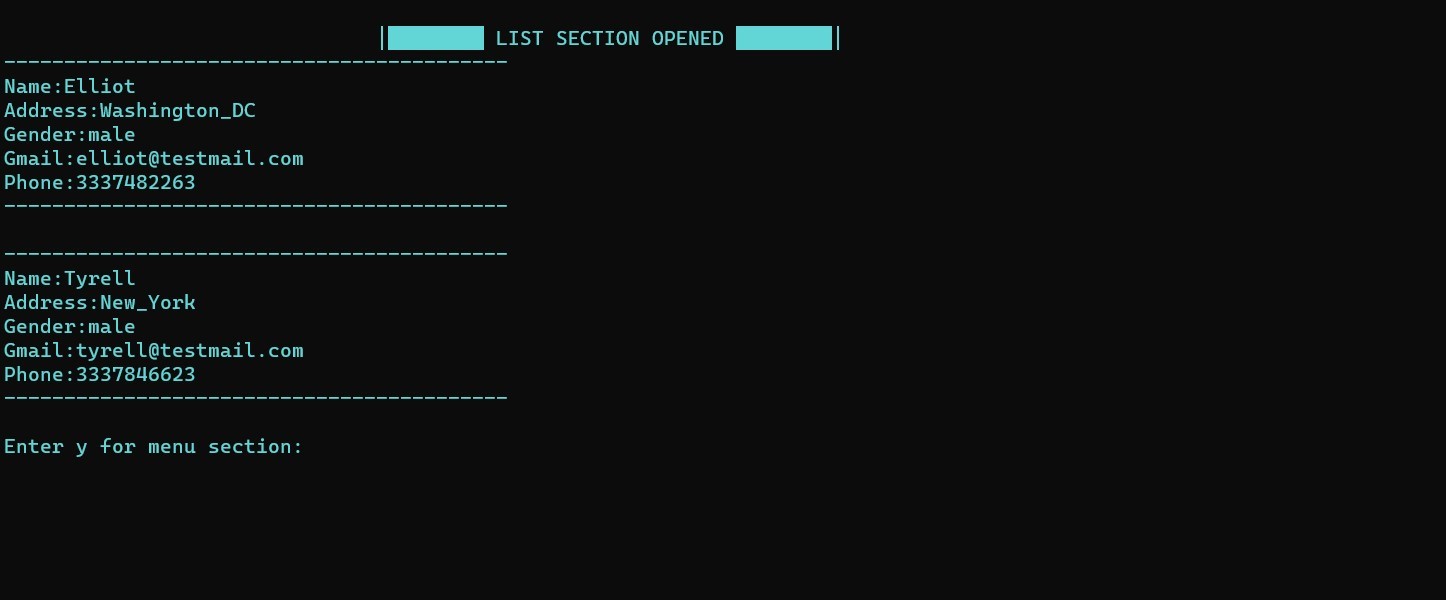 |████████ LIST SECTION OPENED ████████|
------------------------------------------
Name:Elliot
Address:Washington_DC
Gender:male
Gmail:elliot@testmail.com
Phone:3337482263
------------------------------------------
------------------------------------------
Name:Tyrell
Address:New_York
Gender:male
Gmail:tyrell@testmail.com
Phone:3337846623
------------------------------------------
Enter y for menu section: